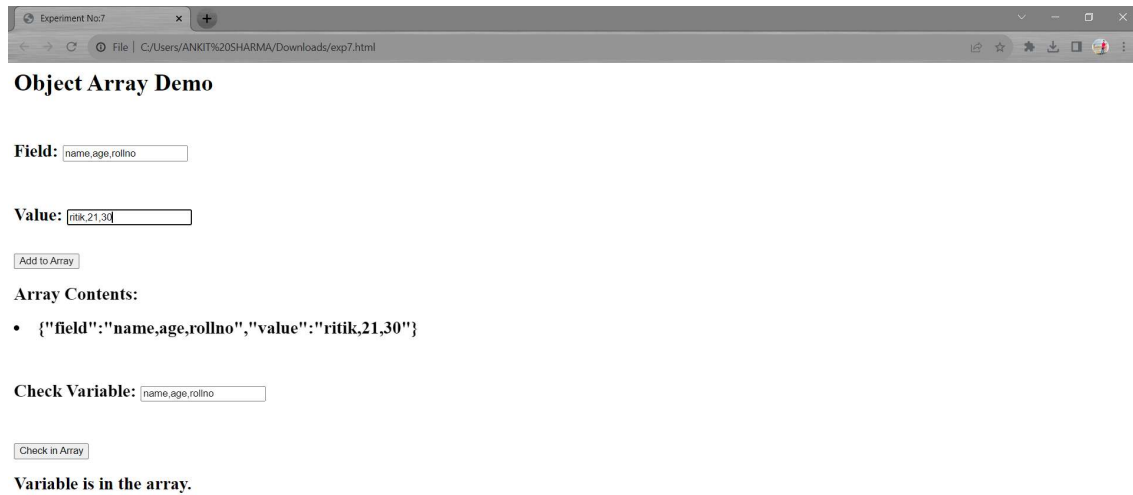 Experiment No:7
File | C:/Users/ANKIT%20SHARMA/Downloads/exp7.html
Object Array Demo
Field: name,age,rollno
Value: ritik,21,30
Add to Array
Array Contents:
• {"field":"name,age,rollno","value":"ritik,21,30"}
Check Variable: name,age,rollno
Check in Array
Variable is in the array.